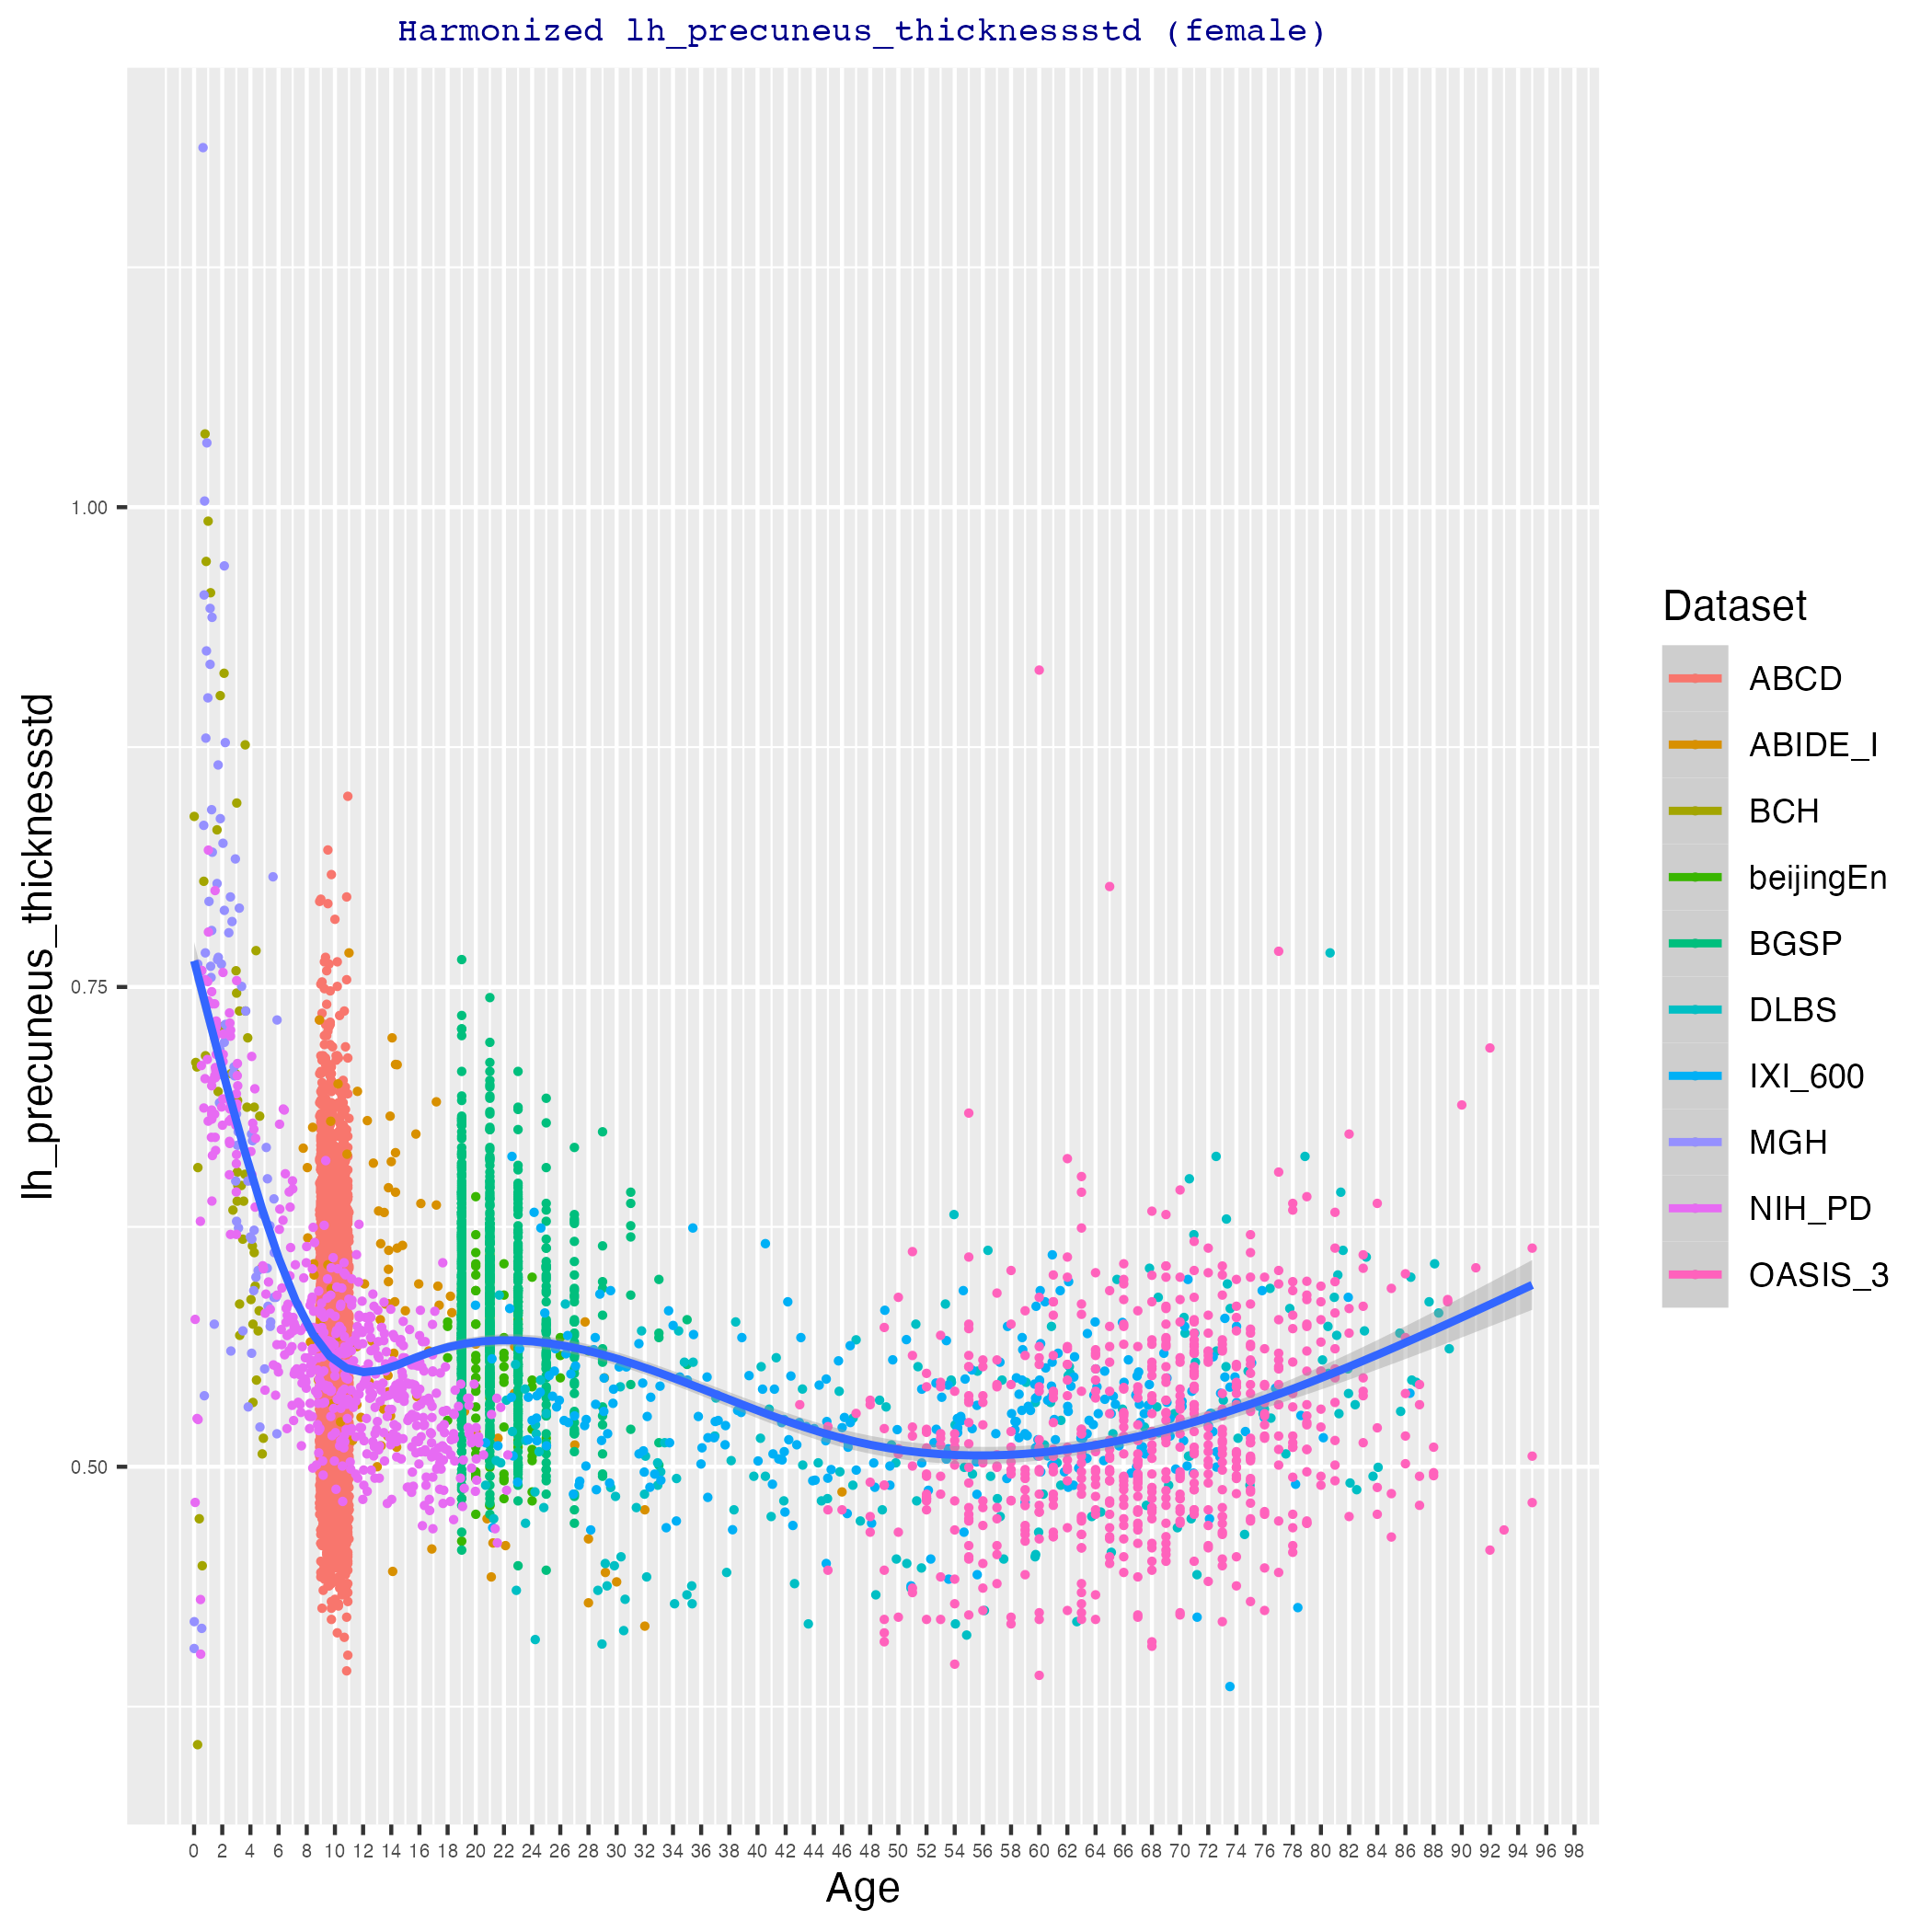 Harmonized lh_precuneus_thicknessstd (female)
lh_precuneus_thicknessstd
1.00
0.75
0.50
0 2 4 6 8 10 12 14 16 18 20 22 24 26 28 30 32 34 36 38 40 42 44 46 48 50 52 54 56 58 60 62 64 66 68 70 72 74 76 78 80 82 84 86 88 90 92 94 96 98
Age
Dataset
ABCD
ABIDE_I
BCH
beijingEn
BGSP
DLBS
IXI_600
MGH
NIH_PD
OASIS_3